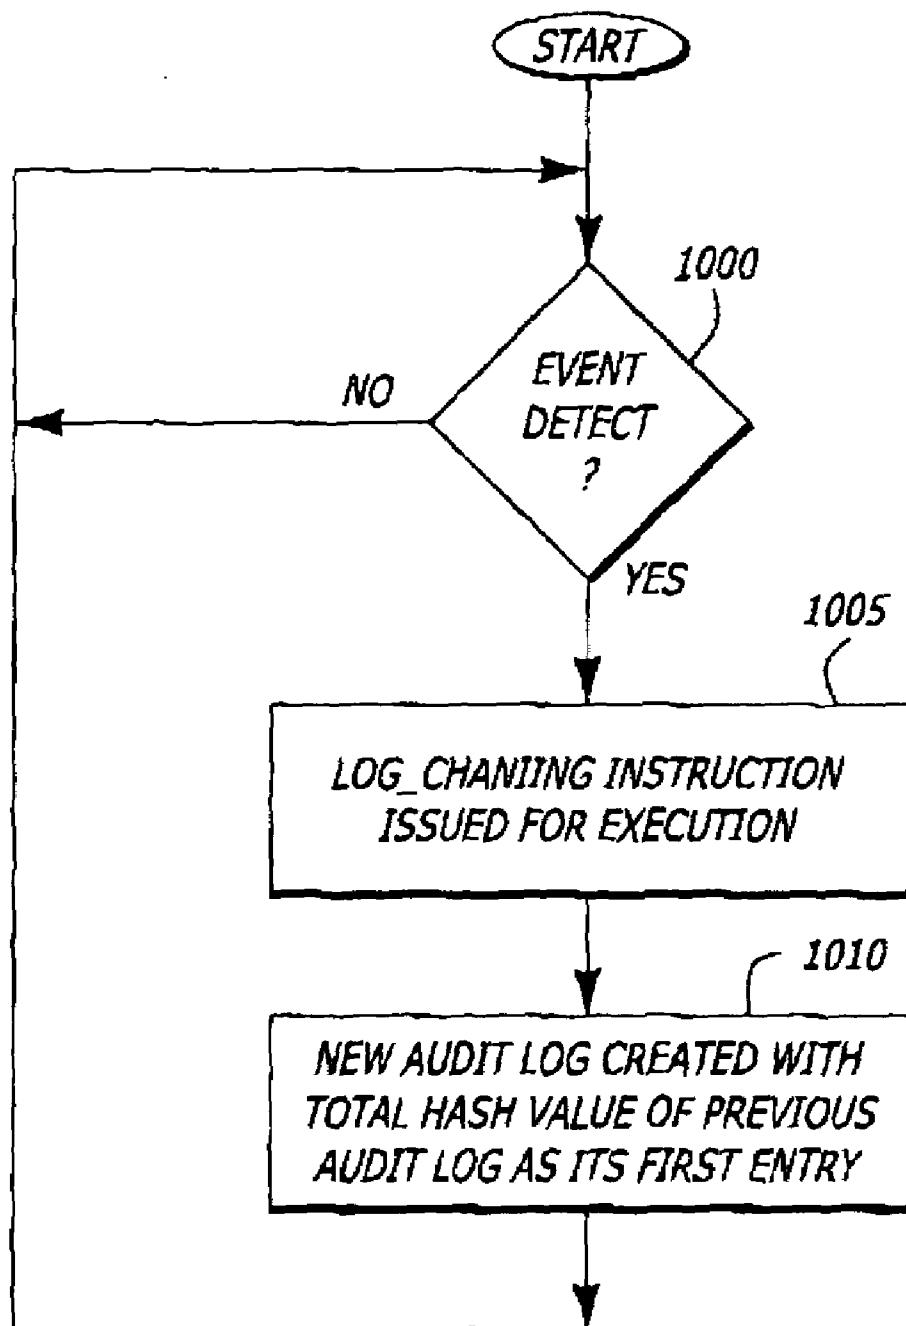 START
1000
EVENT
DETECT
?
NO
YES
1005
LOG_CHANIING INSTRUCTION
ISSUED FOR EXECUTION
1010
NEW AUDIT LOG CREATED WITH
TOTAL HASH VALUE OF PREVIOUS
AUDIT LOG AS ITS FIRST ENTRY